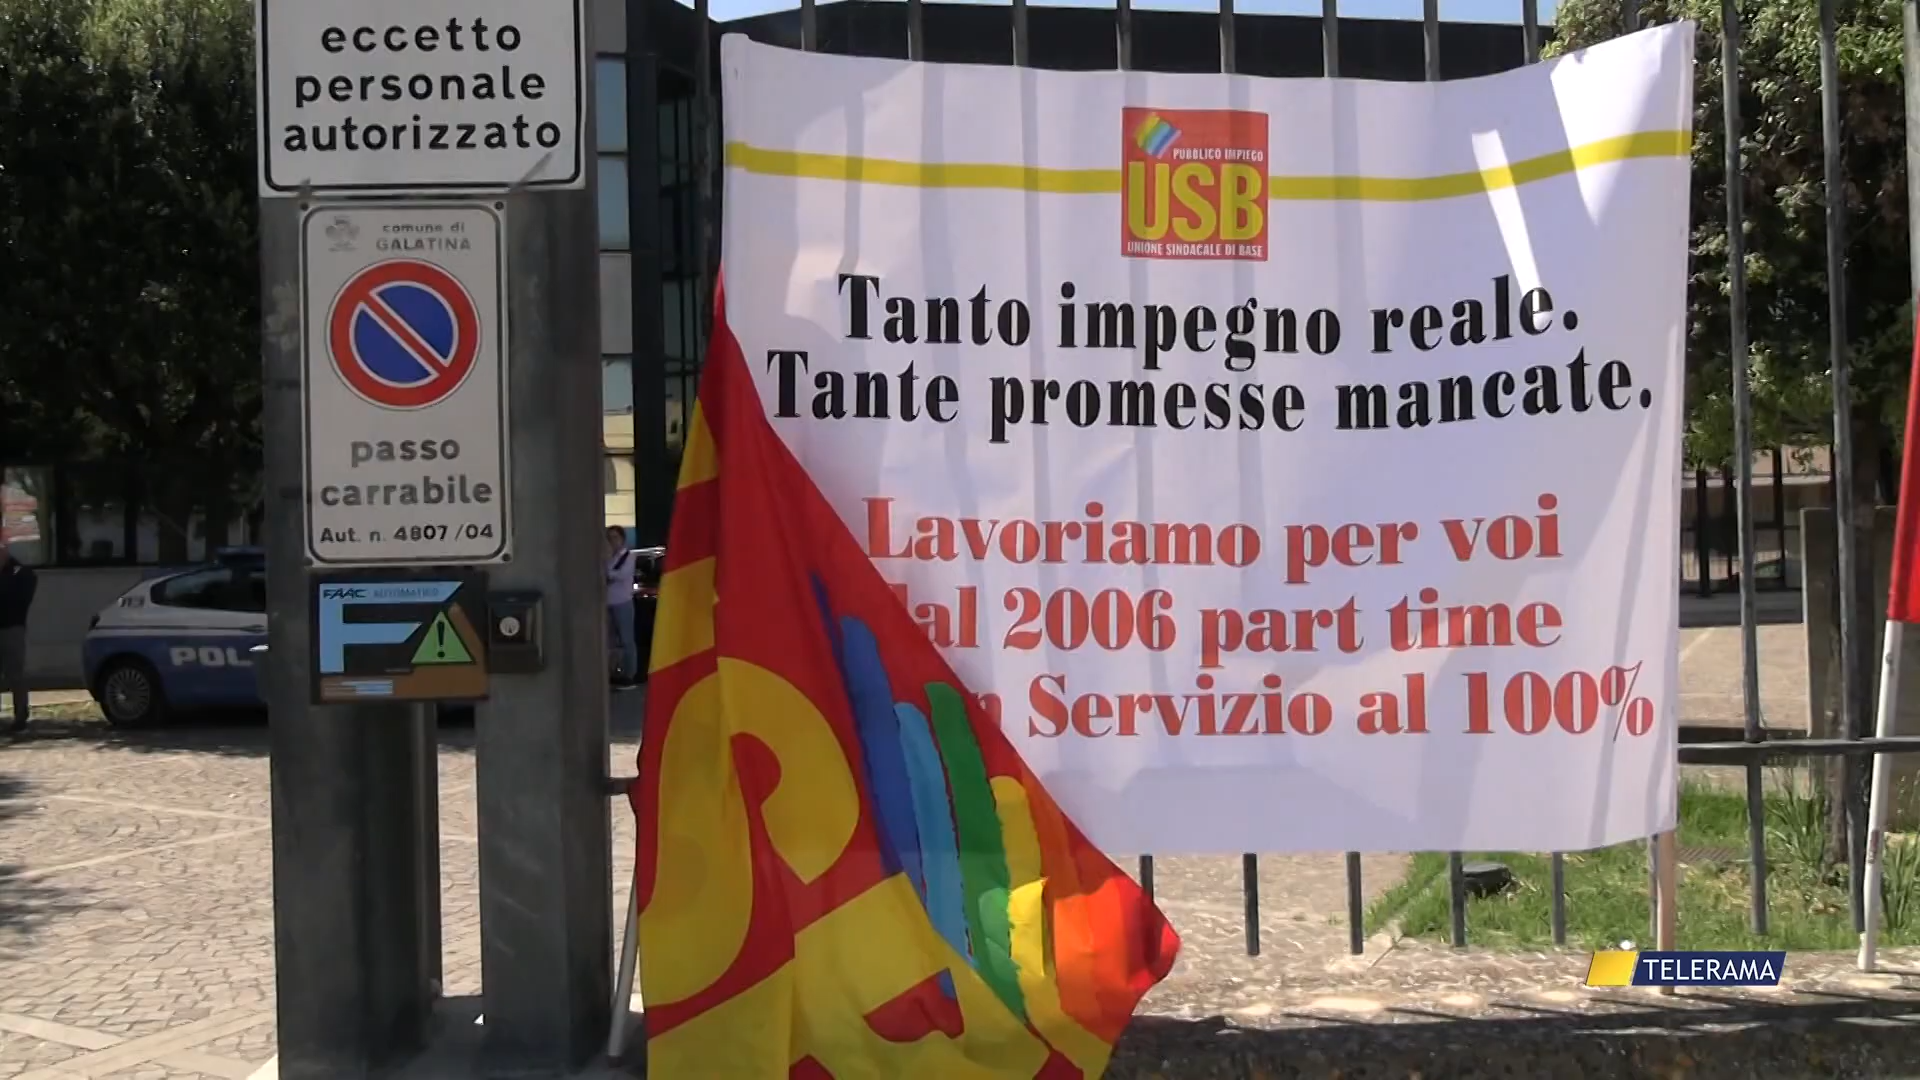 eccetto
personale
autorizzato
comune di
GALATINA
passo
carrabile
Aut. n. 4807/04
FAAC AUTOMATICO
POL
PUBBLICO IMPIEGO
USB
UNIONE SINDACALE DI BASE
Tanto impegno reale.
Tante promesse mancate.
Lavoriamo per voi
al 2006 part time
n Servizio al 100%
TELERAMA